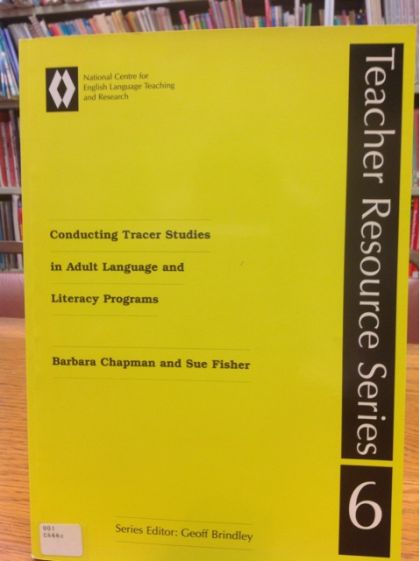 National Centre for
English Language Teaching
and Research
Teacher Resource Series
6
Conducting Tracer Studies
in Adult Language and
Literacy Programs
Barbara Chapman and Sue Fisher
Series Editor: Geoff Brindley